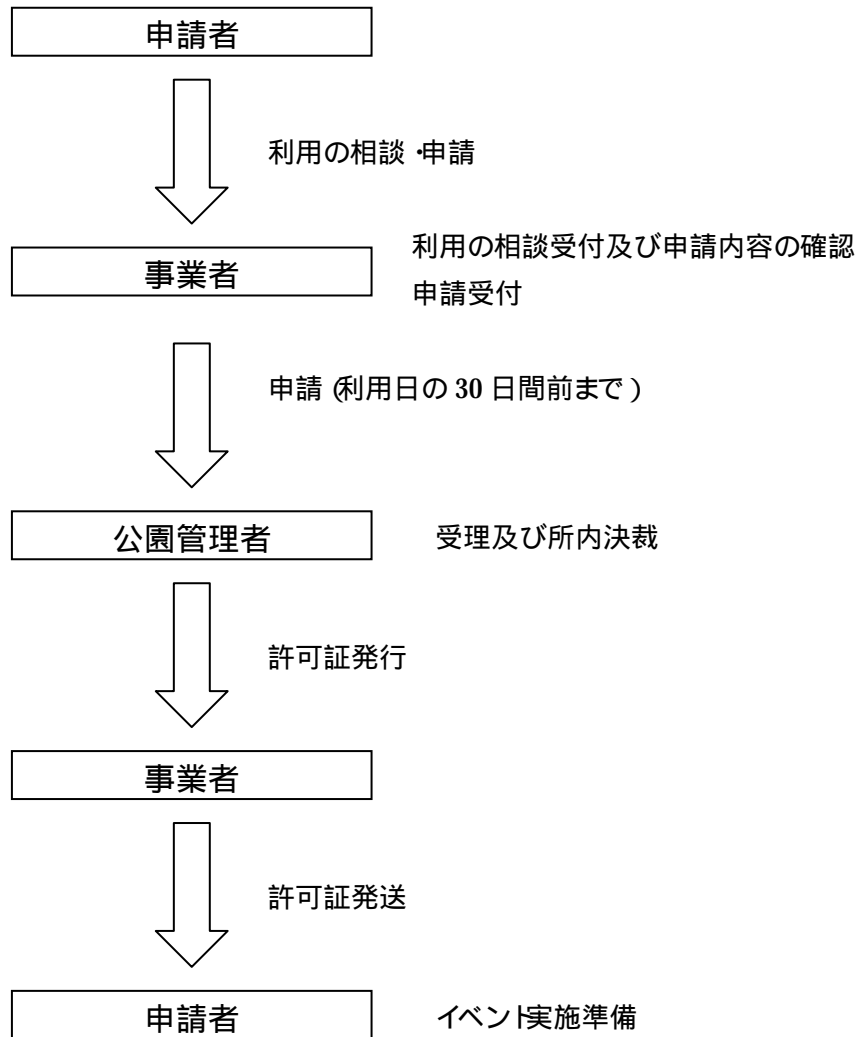 申請者
利用の相談・申請
事業者
利用の相談受付及び申請内容の確認
申請受付
申請(利用日の 30 日間前まで)
公園管理者
受理及び所内決裁
許可証発行
事業者
許可証発送
申請者
イベント実施準備